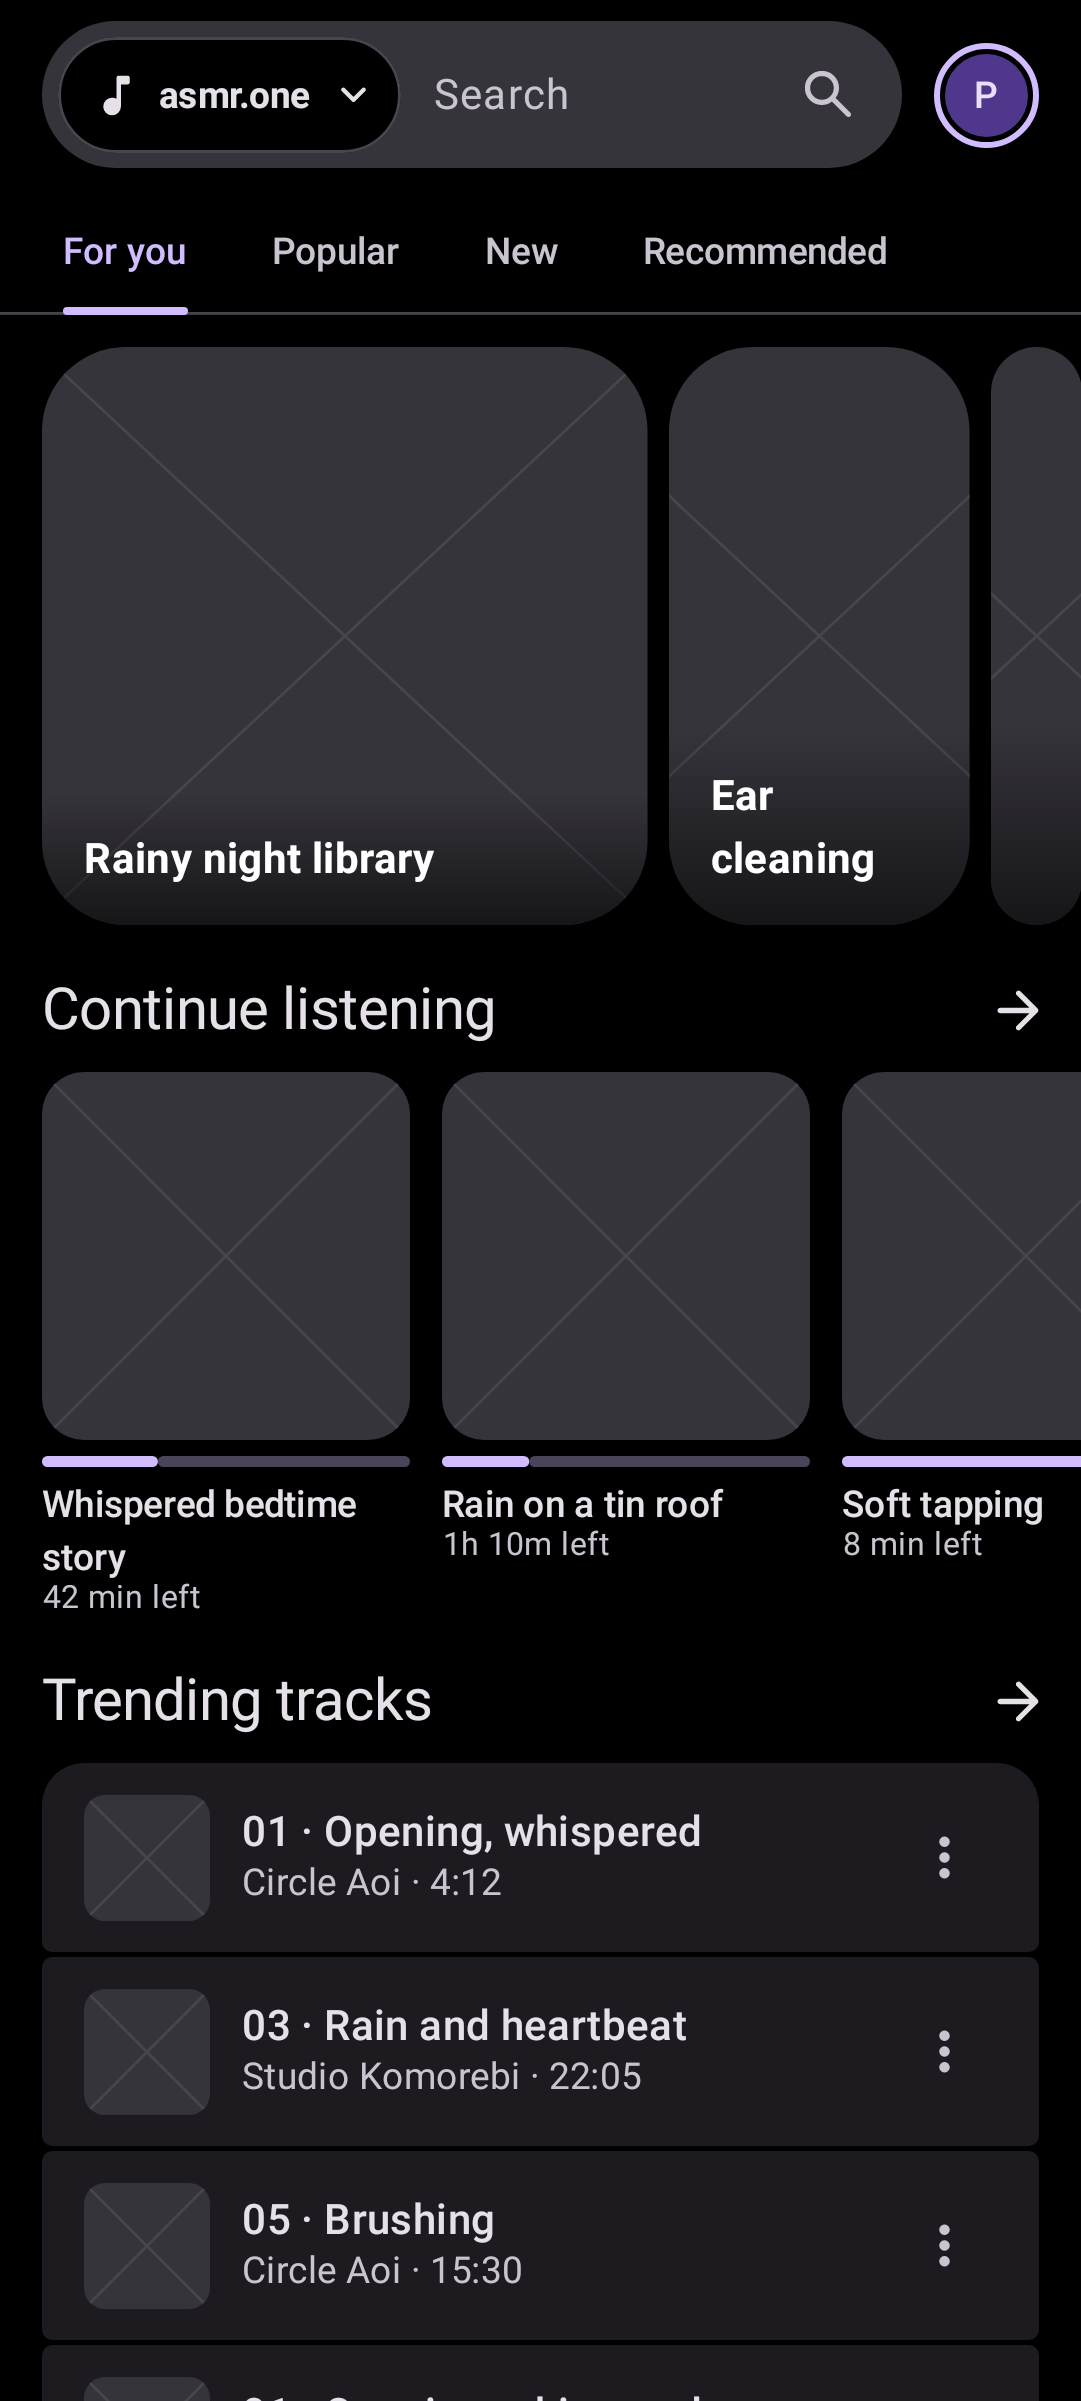 asmr.one
Search
P
For you
Popular
New
Recommended
Rainy night library
Ear
cleaning
Continue listening
Whispered bedtime
story
42 min left
Rain on a tin roof
1h 10m left
Soft tapping
8 min left
Trending tracks
01 · Opening, whispered
Circle Aoi · 4:12
03 · Rain and heartbeat
Studio Komorebi · 22:05
05 · Brushing
Circle Aoi · 15:30